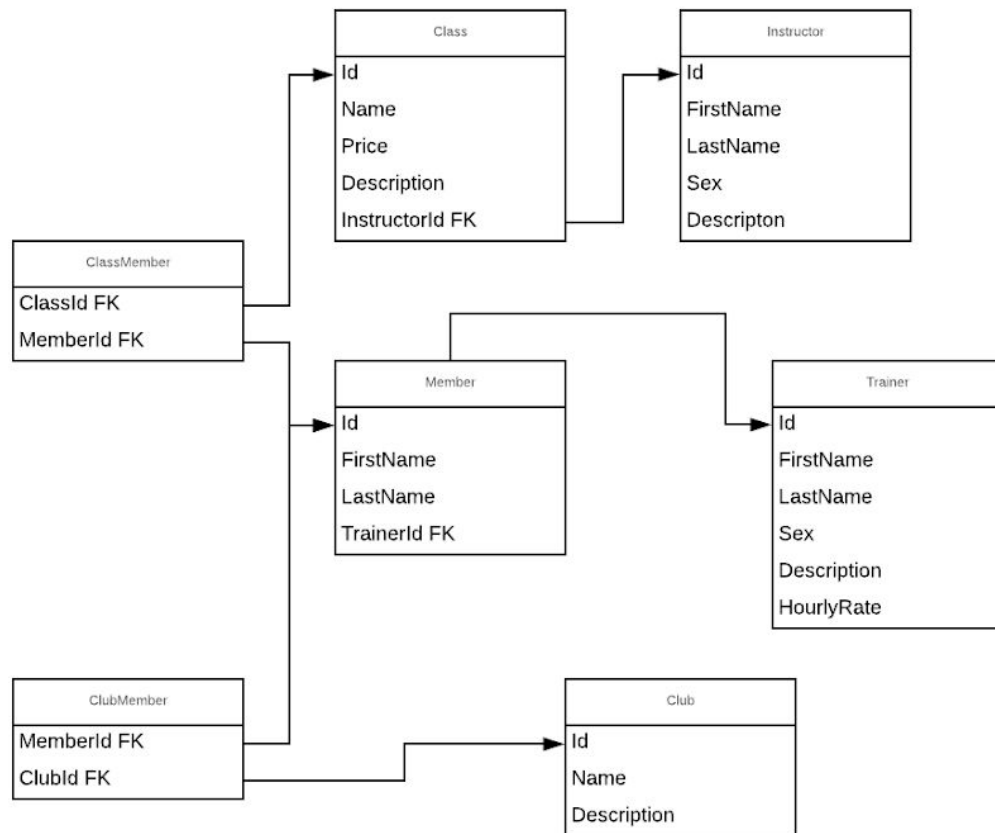 Class
Id
Name
Price
Description
InstructorId FK
Instructor
Id
FirstName
LastName
Sex
Descripton
ClassMember
ClassId FK
MemberId FK
Member
Id
FirstName
LastName
TrainerId FK
Trainer
Id
FirstName
LastName
Sex
Description
HourlyRate
ClubMember
MemberId FK
ClubId FK
Club
Id
Name
Description